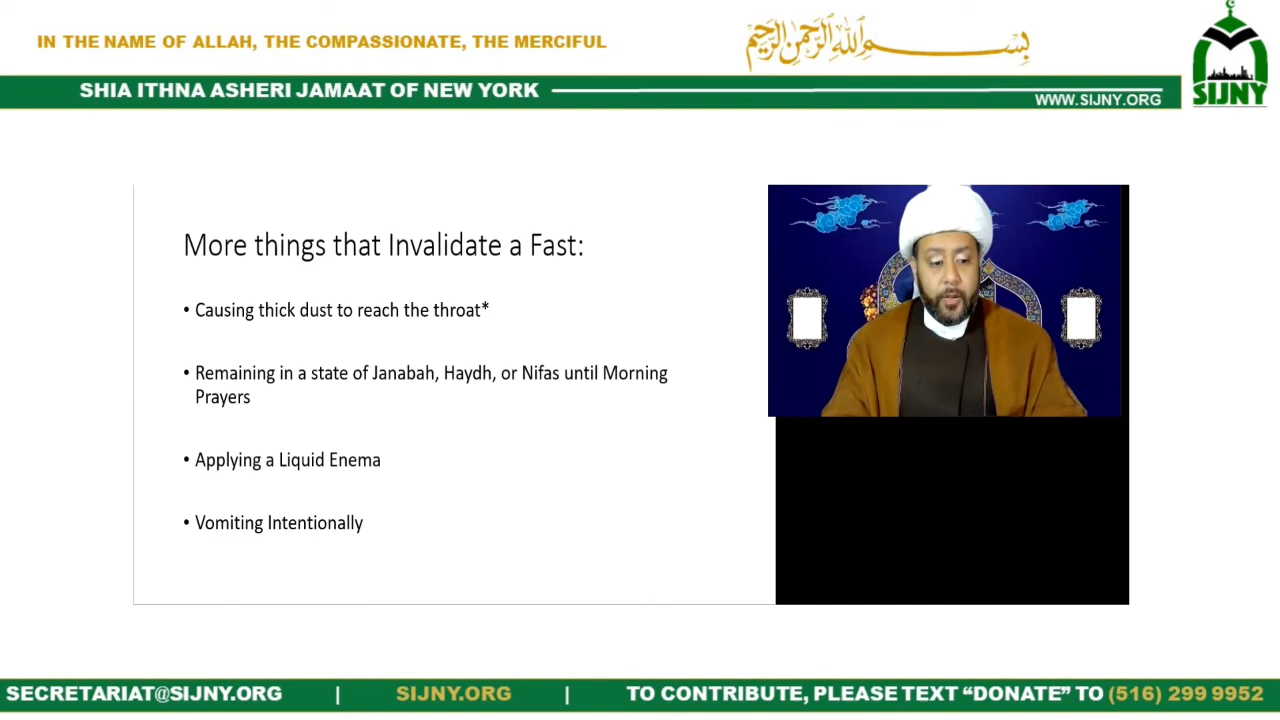 IN THE NAME OF ALLAH, THE COMPASSIONATE, THE MERCIFUL
بسم الله الرحمن الرحيم
SHIA ITHNA ASHERI JAMAAT OF NEW YORK
WWW.SIJNY.ORG
SIJNY
More things that Invalidate a Fast:
• Causing thick dust to reach the throat*
• Remaining in a state of Janabah, Haydh, or Nifas until Morning
Prayers
• Applying a Liquid Enema
• Vomiting Intentionally
SECRETARIAT@SIJNY.ORG | SIJNY.ORG | TO CONTRIBUTE, PLEASE TEXT “DONATE” TO (516) 299 9952